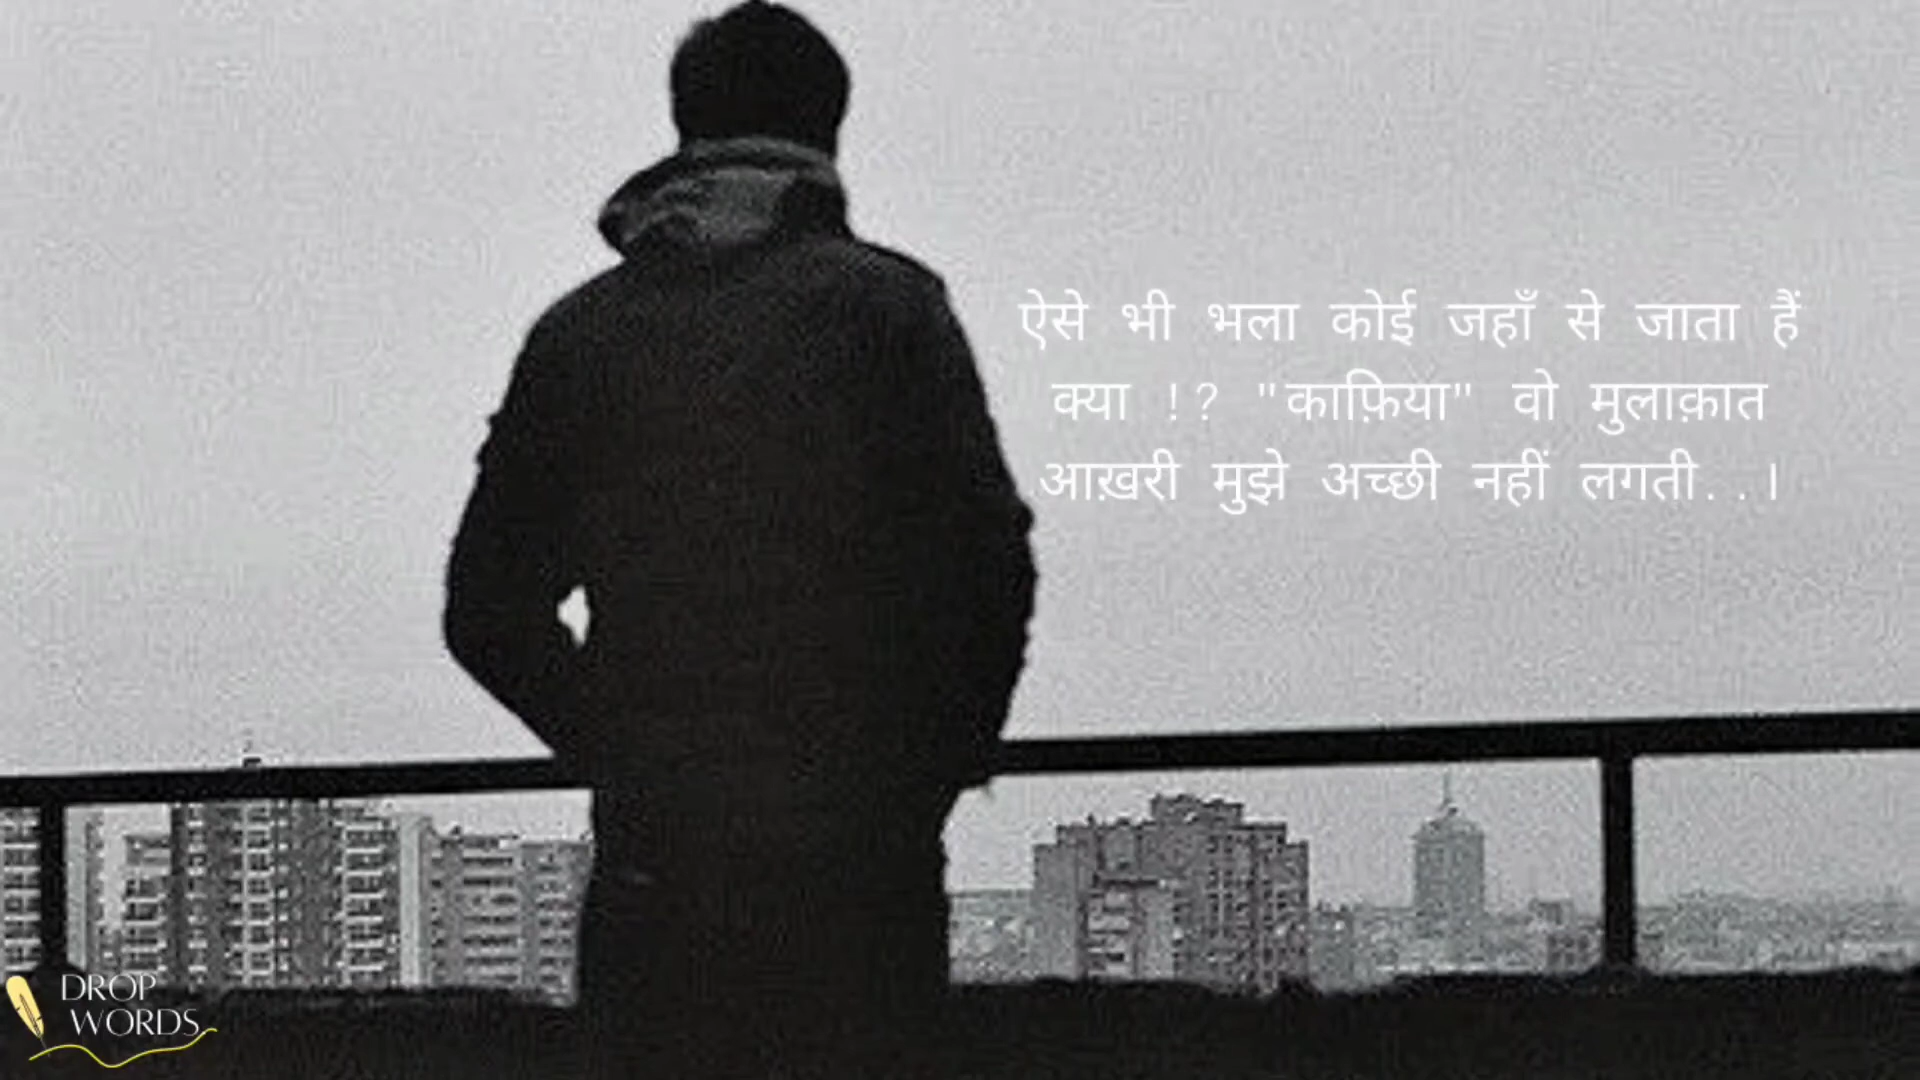 ऐसे भी भला कोई जहाँ से जाता हैं
क्या !? "काफ़िया" वो मुलाक़ात
आख़री मुझे अच्छी नहीं लगती..।
DROP
WORDS